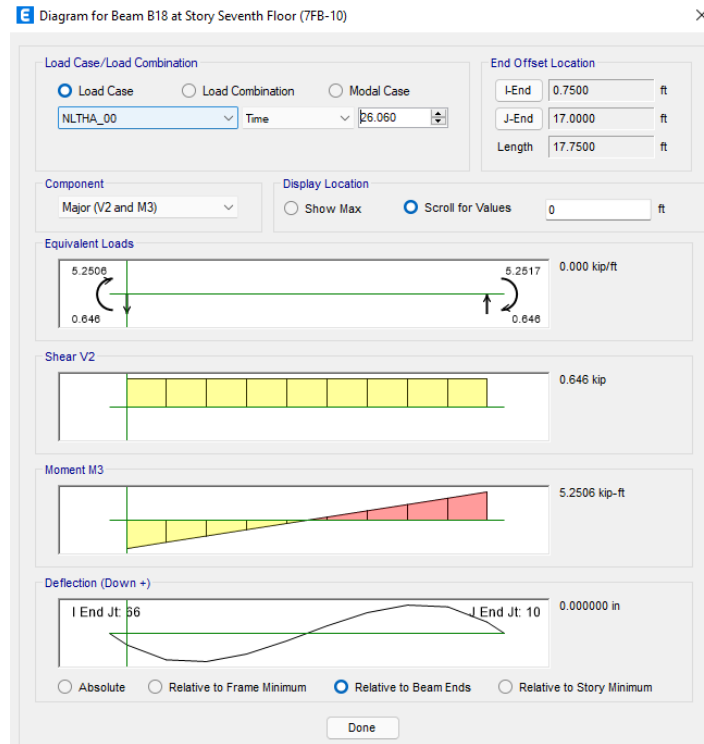 E Diagram for Beam B18 at Story Seventh Floor (7FB-10)
Load Case/Load Combination
Load Case Load Combination Modal Case
NLTHA_00 Time 26.060
End Offset Location
I-End 0.7500 ft
J-End 17.0000 ft
Length 17.7500 ft
Component
Major (V2 and M3)
Display Location
Show Max Scroll for Values 0 ft
Equivalent Loads
5.2506 5.2517 0.000 kip/ft
0.646 0.646
Shear V2
0.646 kip
Moment M3
5.2506 kip-ft
Deflection (Down +)
I End Jt: 66 J End Jt: 10 0.000000 in
Absolute Relative to Frame Minimum Relative to Beam Ends Relative to Story Minimum
Done